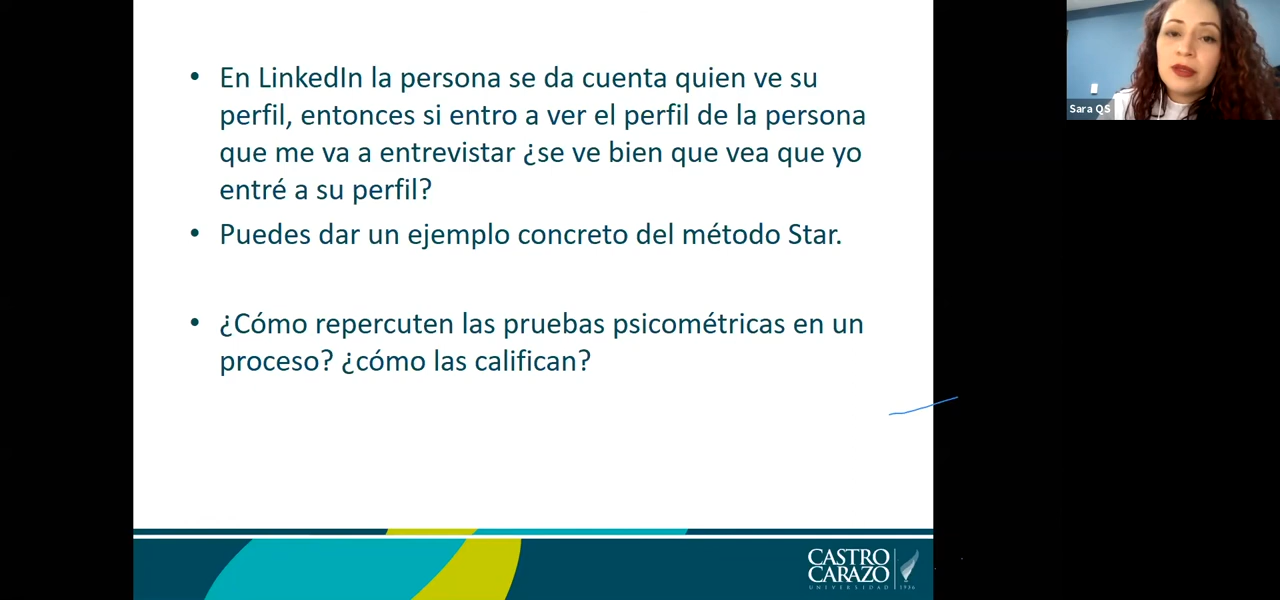 • En LinkedIn la persona se da cuenta quien ve su
perfil, entonces si entro a ver el perfil de la persona
que me va a entrevistar ¿se ve bien que vea que yo
entré a su perfil?
• Puedes dar un ejemplo concreto del método Star.
• ¿Cómo repercuten las pruebas psicométricas en un
proceso? ¿cómo las califican?
Sara QS
CASTRO
CARAZO
UNIVERSIDAD 1936